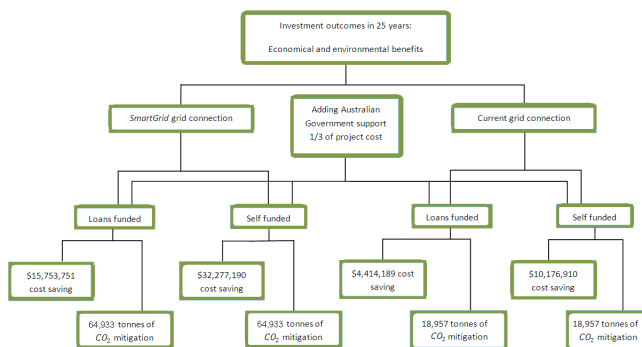 Investment outcomes in 25 years:
Economical and environmental benefits
SmartGrid grid connection
Adding Australian
Government support
1/3 of project cost
Current grid connection
Loans funded
Self funded
Loans funded
Self funded
$15,753,751
cost saving
$32,277,190
cost saving
$4,414,189 cost
saving
$10,176,910
cost saving
64,933 tonnes of
CO₂ mitigation
64,933 tonnes of
CO₂ mitigation
18,957 tonnes of
CO₂ mitigation
18,957 tonnes of
CO₂ mitigation